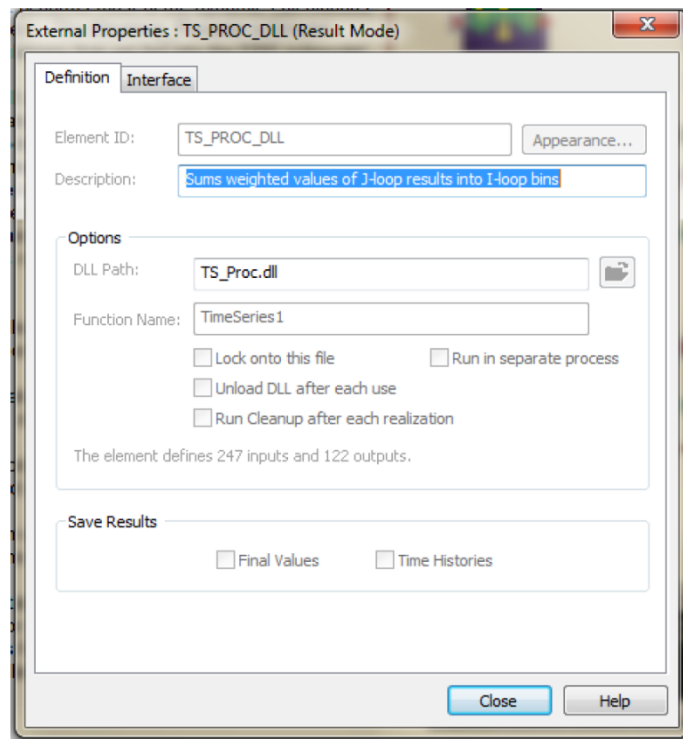 External Properties : TS_PROC_DLL (Result Mode)
Definition
Interface
Element ID:
TS_PROC_DLL
Appearance...
Description:
Sums weighted values of J-loop results into I-loop bins
Options
DLL Path:
TS_Proc.dll
Function Name:
TimeSeries1
Lock onto this file
Run in separate process
Unload DLL after each use
Run Cleanup after each realization
The element defines 247 inputs and 122 outputs.
Save Results
Final Values
Time Histories
Close
Help